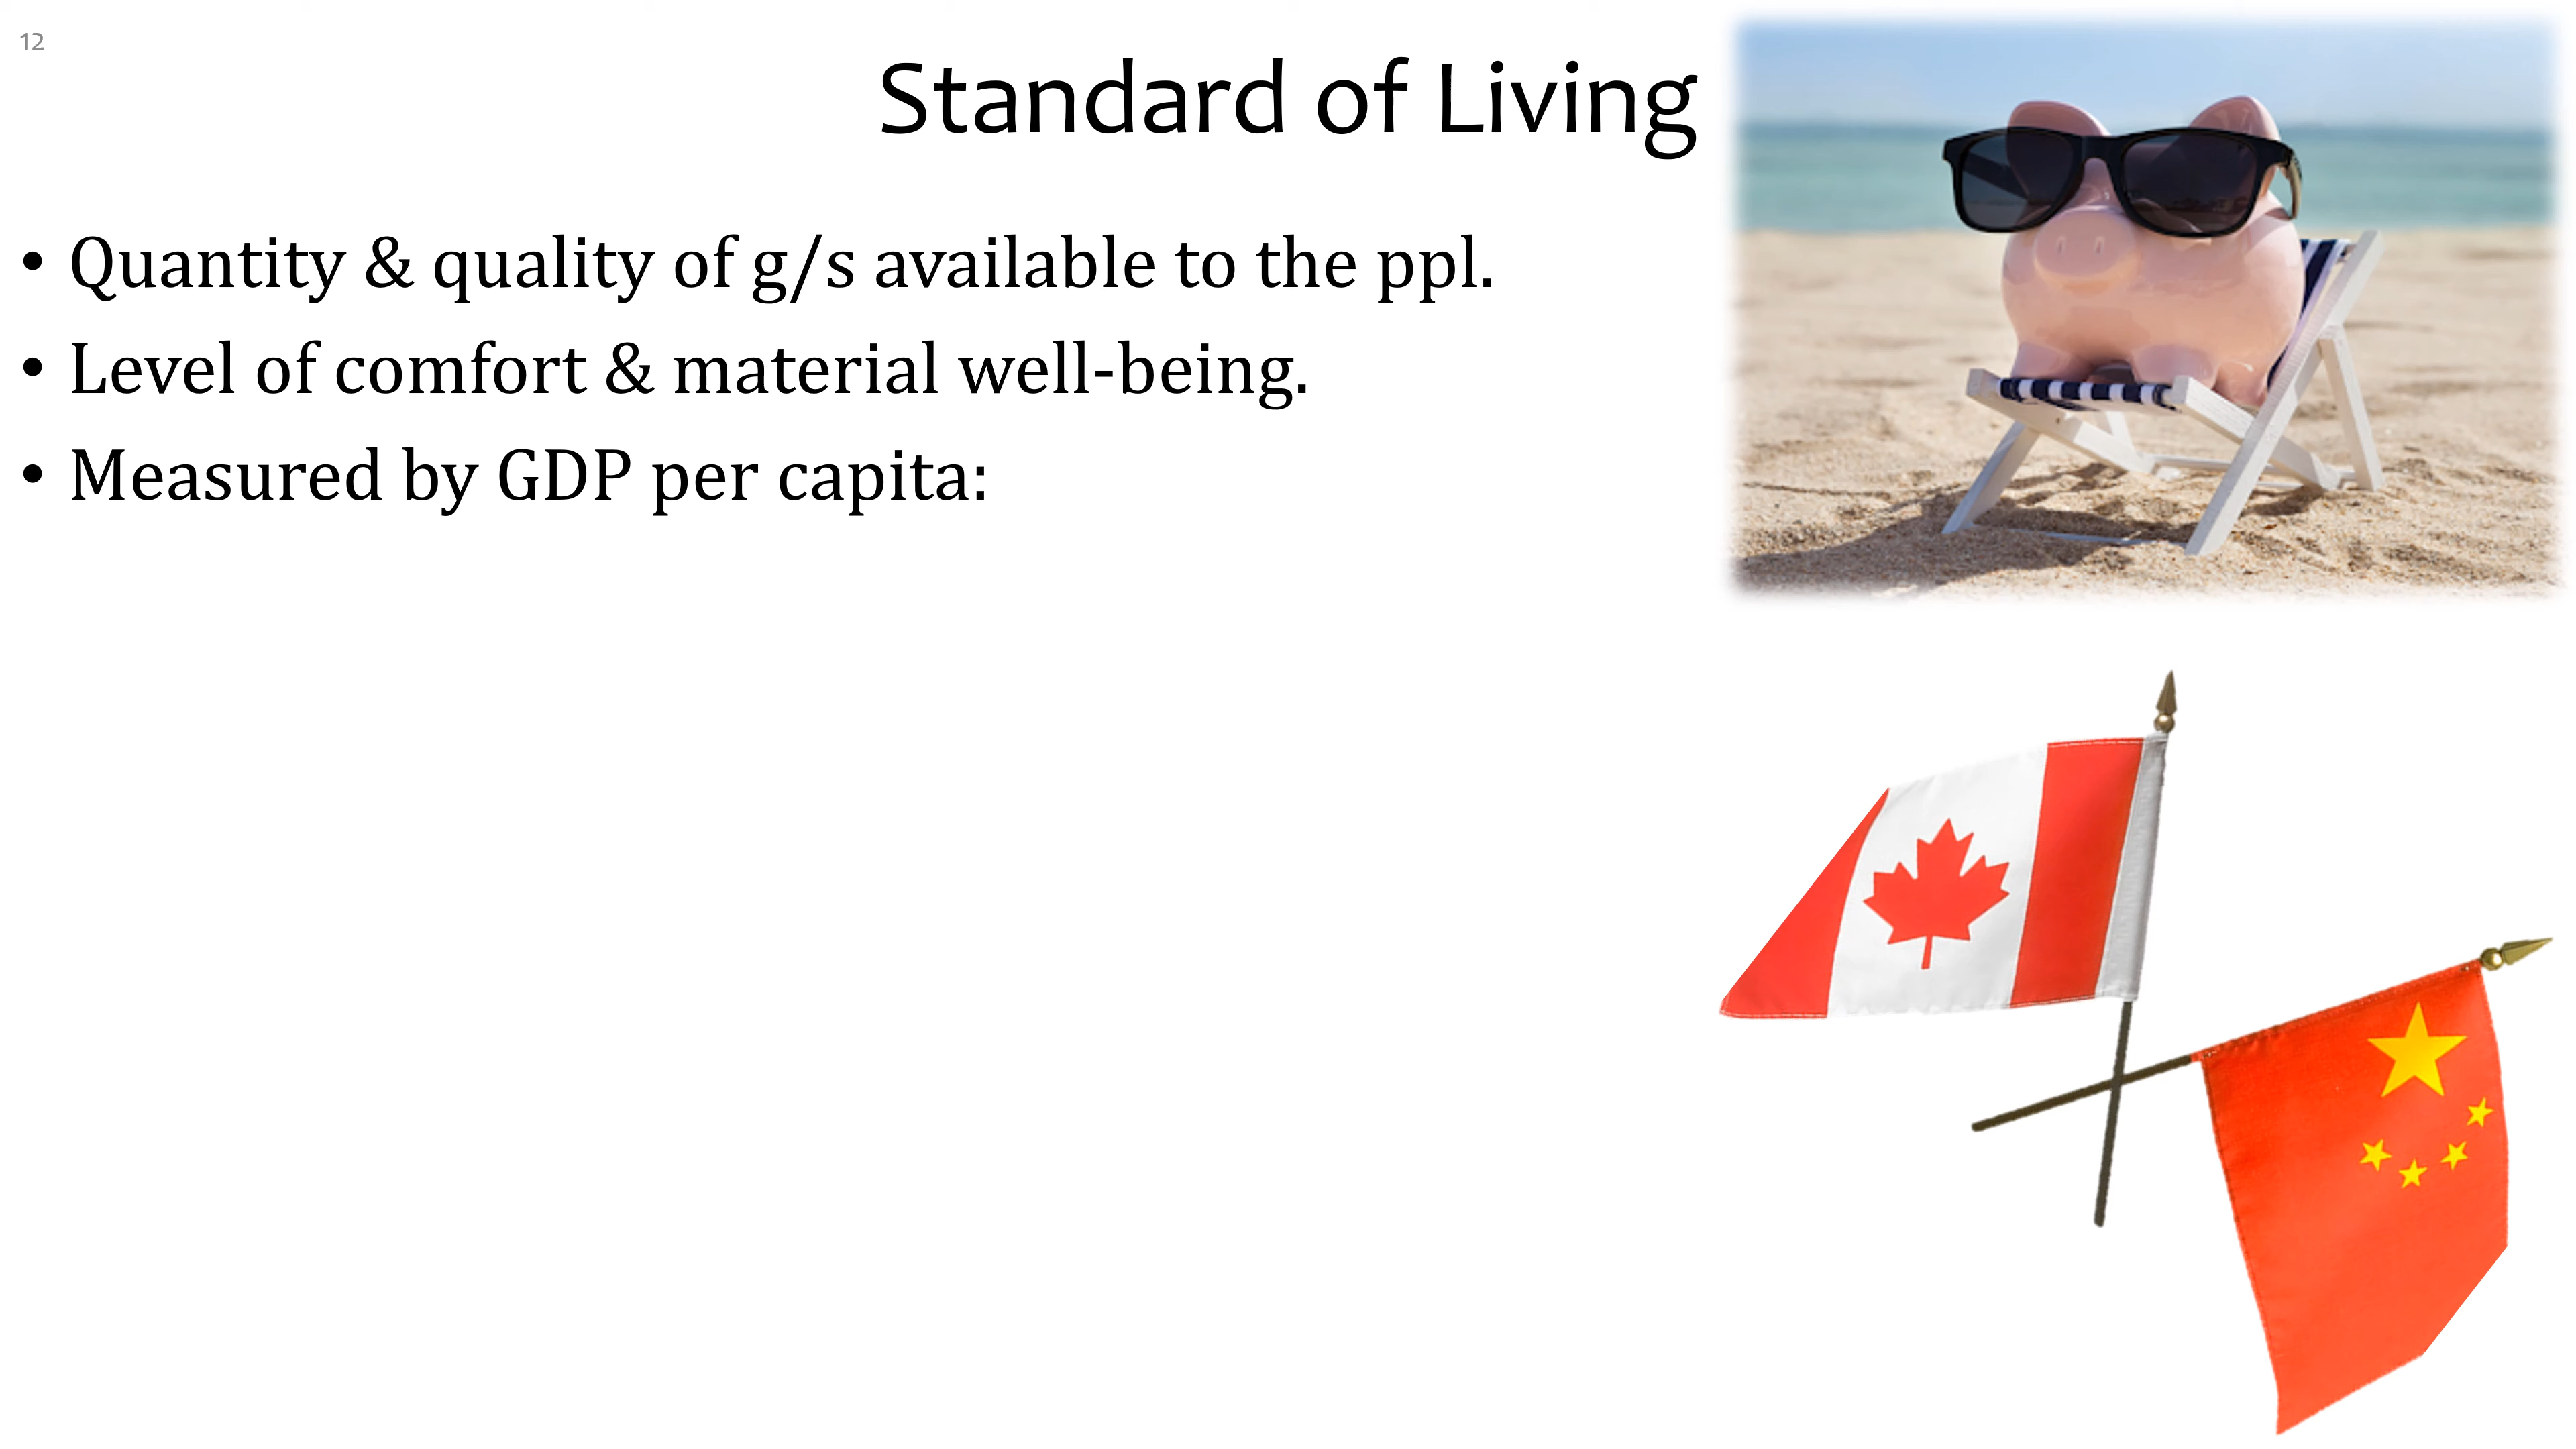 12
Standard of Living
• Quantity & quality of g/s available to the ppl.
• Level of comfort & material well-being.
• Measured by GDP per capita: